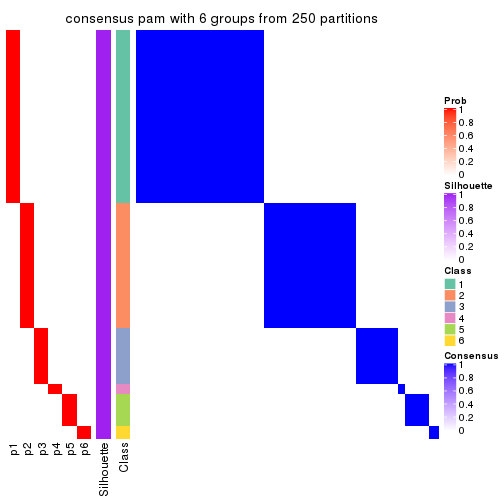 consensus pam with 6 groups from 250 partitions
Prob
1
0.8
0.6
0.4
0.2
0
Silhouette
1
0.8
0.6
0.4
0.2
0
Class
1
2
3
4
5
6
Consensus
1
0.8
0.6
0.4
0.2
0
p1
p2
p3
p4
p5
p6
Silhouette
Class